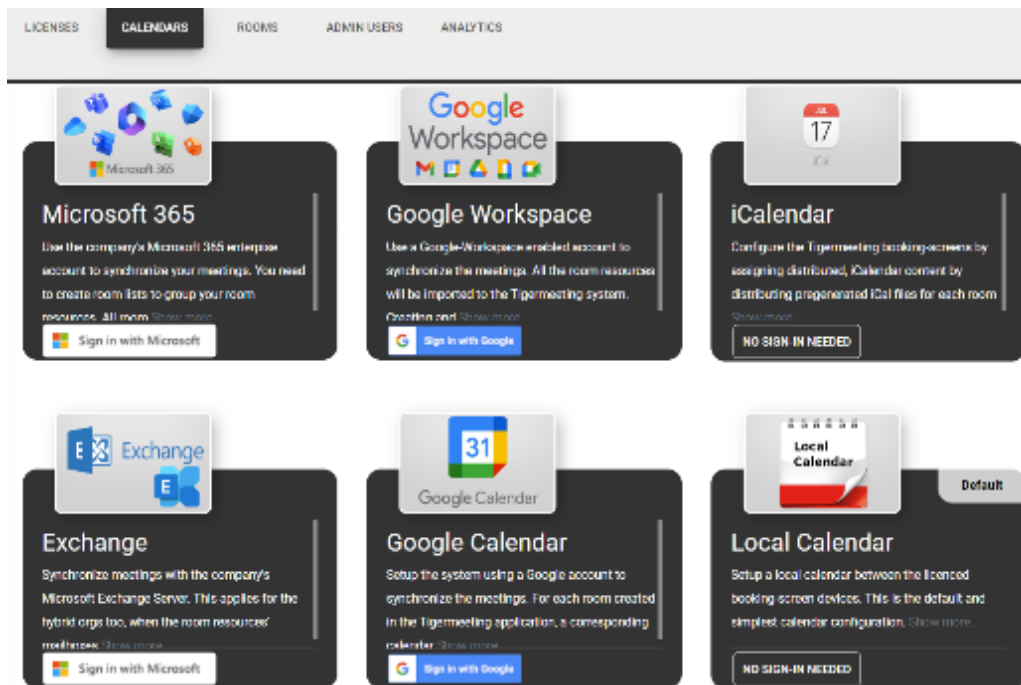 LICENSES CALENDARS ROOMS ADMIN USERS ANALYTICS
Microsoft 365
Google
Workspace
JUL
17
iCal
Microsoft 365
Use the company's Microsoft 365 enterpise
account to synchronize your meetings. You need
to create room lists to group your room
resources. All room Show more
Sign in with Microsoft
Google Workspace
Use a Google-Workspace enabled account to
synchronize the meetings. All the room resources
will be imported to the Tigermeeting system.
Creating and Show more
Sign in with Google
iCalendar
Configure the Tigermeeting booking-screens by
assigning distributed, iCalendar content by
distributing pregenerated iCal files for each room
Show more
NO SIGN-IN NEEDED
E Exchange
E
31
Google Calendar
Local
Calendar
Default
Exchange
Synchronize meetings with the company's
Microsoft Exchange Server. This applies for the
hybrid orgs too, when the room resources'
mailboxes Show more
Sign in with Microsoft
Google Calendar
Setup the system using a Google account to
synchronize the meetings. For each room created
in the Tigermeeting application, a corresponding
calendar Show more
Sign in with Google
Local Calendar
Setup a local calendar between the licenced
booking-screen devices. This is the default and
simplest calendar configuration. Show more...
NO SIGN-IN NEEDED